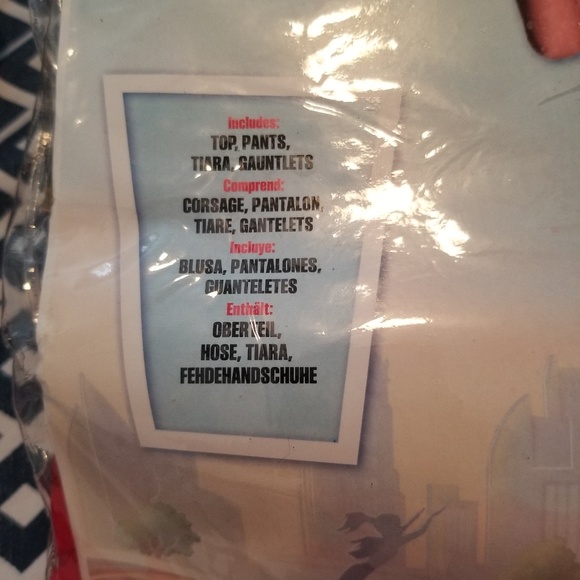 Includes:
TOP, PANTS,
TIARA, GAUNTLETS
Comprend:
CORSAGE, PANTALON,
TIARE, GANTELETS
Incluye:
BLUSA, PANTALONES,
GUANTELETES
Enthält:
OBERTEIL,
HOSE, TIARA,
FEHDEHANDSCHUHE